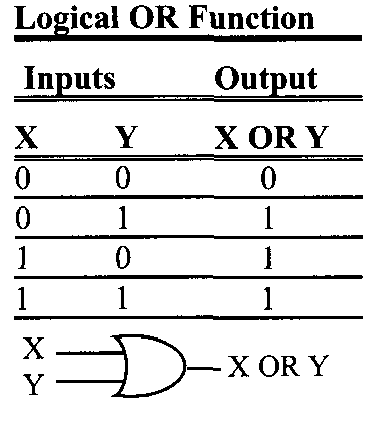 Logical OR Function
Inputs Output
X Y X OR Y
0 0 0
0 1 1
1 0 1
1 1 1
X
X OR Y
Y